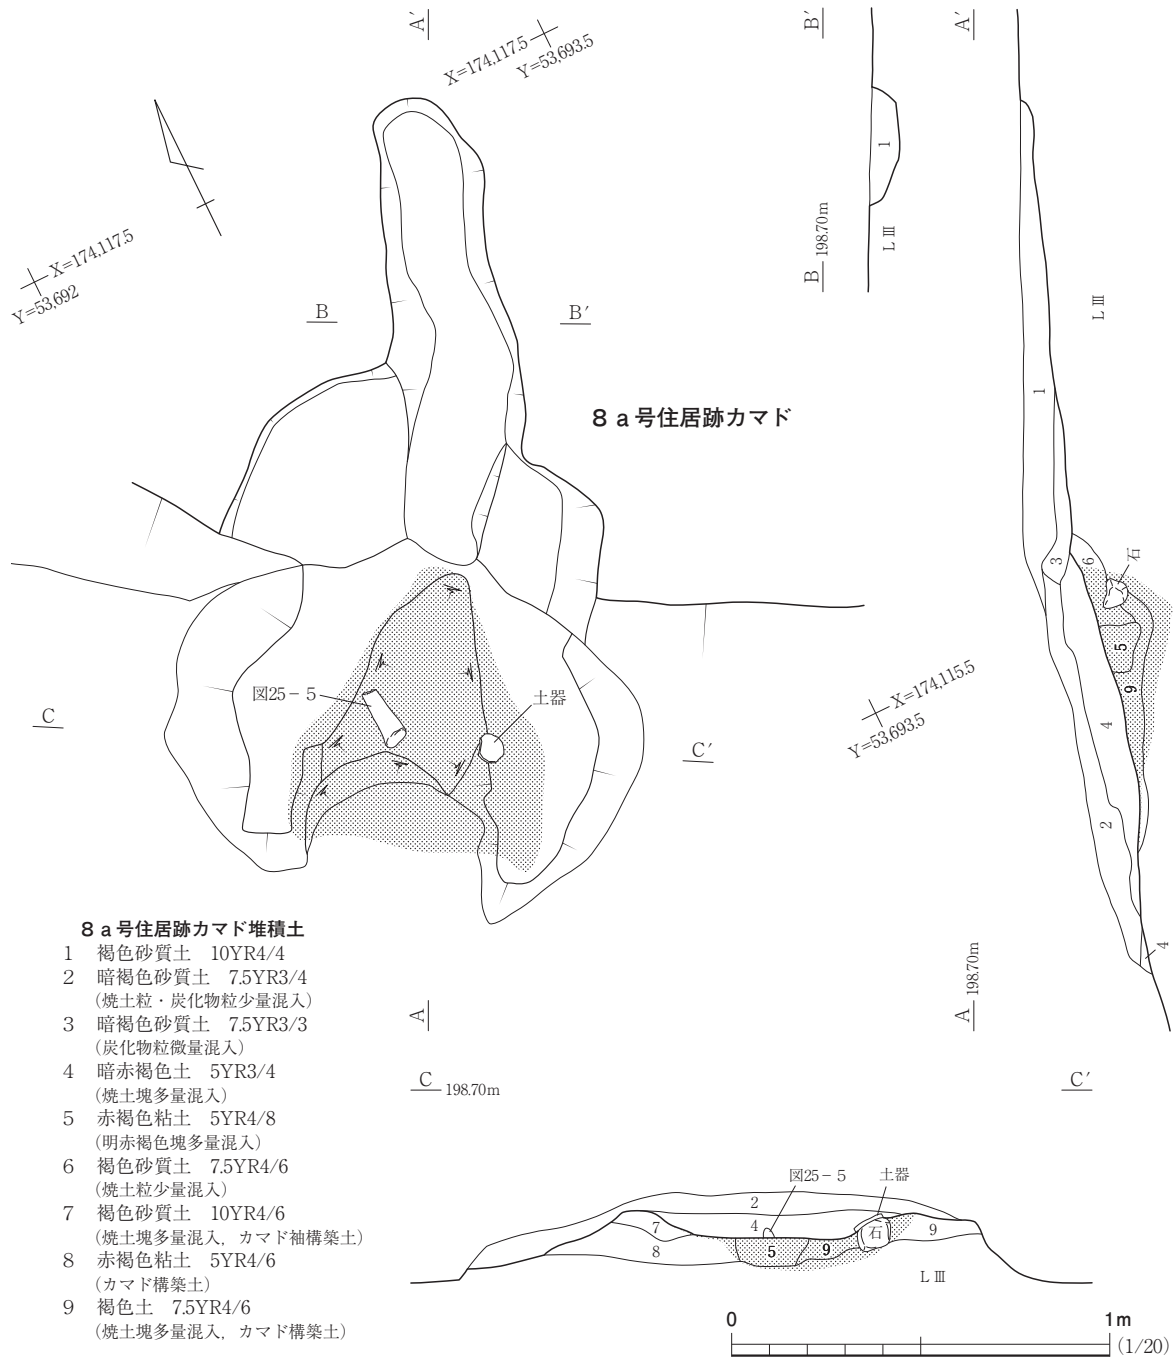 A′
X=174,117.5
Y=53,693.5
B′
A′
1
B 198.70m
LⅢ
X=174,117.5
Y=53,692
B
B′
LⅢ
1
8a号住居跡カマド
3
6
石
5
9
図25-5
土器
C
C′
X=174,115.5
Y=53,693.5
4
2
4
A
A 198.70m
8a号住居跡カマド堆積土
1 褐色砂質土 10YR4/4
2 暗褐色砂質土 7.5YR3/4
(焼土粒・炭化物粒少量混入)
3 暗褐色砂質土 7.5YR3/3
(炭化物粒微量混入)
4 暗赤褐色土 5YR3/4
(焼土塊多量混入)
5 赤褐色粘土 5YR4/8
(明赤褐色塊多量混入)
6 褐色砂質土 7.5YR4/6
(焼土粒少量混入)
7 褐色砂質土 10YR4/6
(焼土塊多量混入, カマド袖構築土)
8 赤褐色粘土 5YR4/6
(カマド構築土)
9 褐色土 7.5YR4/6
(焼土塊多量混入, カマド構築土)
C 198.70m
C′
図25-5
土器
2
7
4
石
9
8
5
9
LⅢ
0
1m
(1/20)